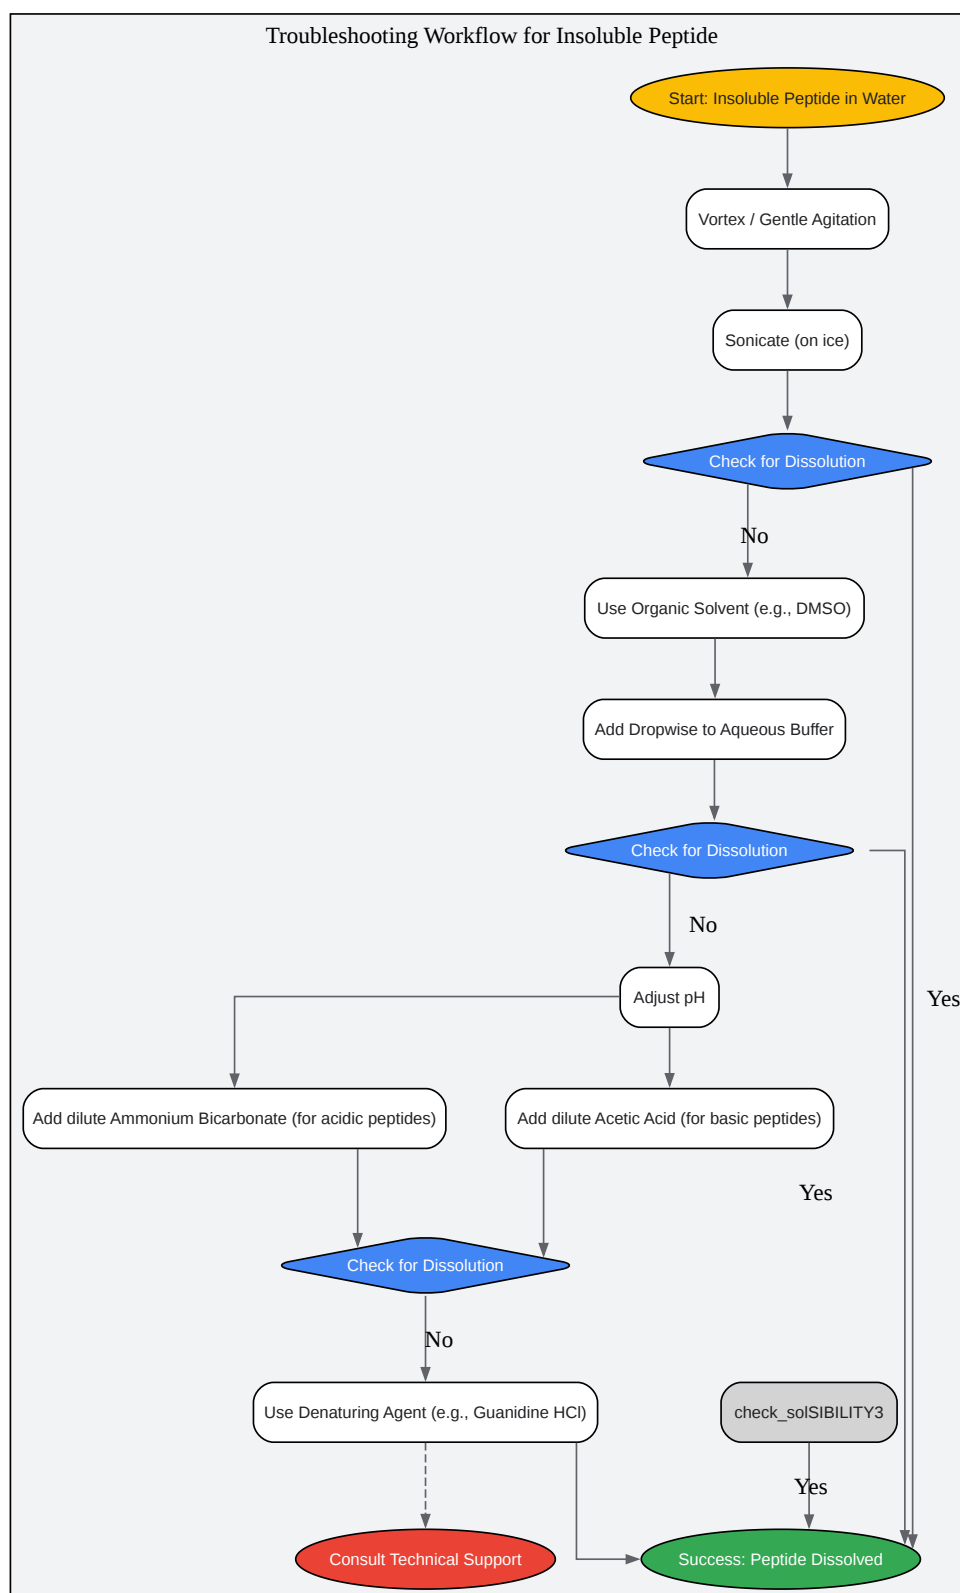 Troubleshooting Workflow for Insoluble Peptide
Start: Insoluble Peptide in Water
Vortex / Gentle Agitation
Sonicate (on ice)
Check for Dissolution
No
Use Organic Solvent (e.g., DMSO)
Add Dropwise to Aqueous Buffer
Check for Dissolution
No
Adjust pH
Yes
Add dilute Ammonium Bicarbonate (for acidic peptides)
Add dilute Acetic Acid (for basic peptides)
Yes
Check for Dissolution
No
Use Denaturing Agent (e.g., Guanidine HCl)
check_solSIBILITY3
Yes
Consult Technical Support
Success: Peptide Dissolved